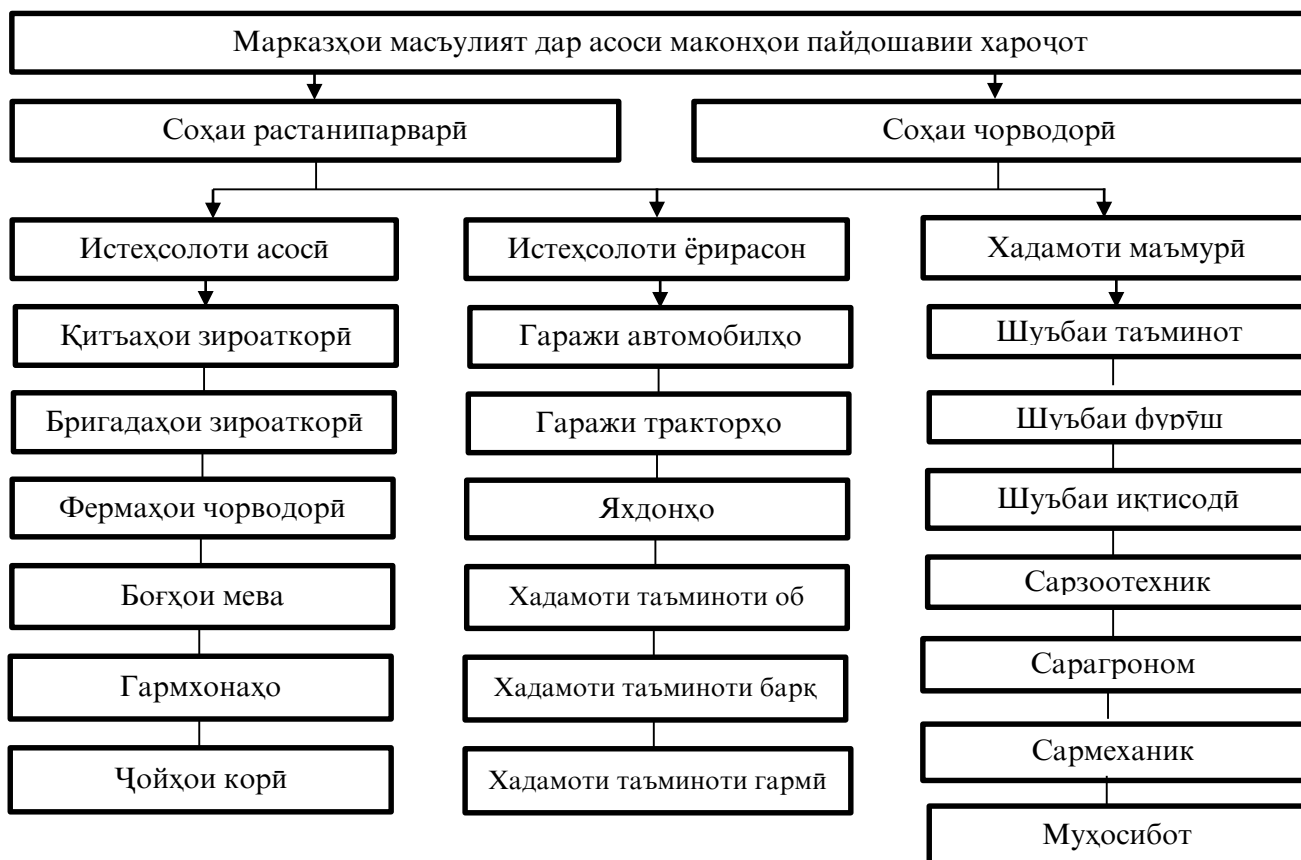 Марказҳои масъулият дар асоси маконҳои пайдошавии хароҷот
Соҳаи растанипарварӣ
Соҳаи чорводорӣ
Истеҳсолоти асосӣ
Истеҳсолоти ёрирасон
Хадамоти маъмурӣ
Қитъаҳои зироаткорӣ
Гаражи автомобилҳо
Шуъбаи таъминот
Бригадаҳои зироаткорӣ
Гаражи тракторҳо
Шуъбаи фурӯш
Фермаҳои чорводорӣ
Яхдонҳо
Шуъбаи иқтисодӣ
Боғҳои мева
Хадамоти таъминоти об
Сарзоотехник
Гармхонаҳо
Хадамоти таъминоти барқ
Сарагроном
Ҷойҳои корӣ
Хадамоти таъминоти гармӣ
Сармеханик
Муҳосибот